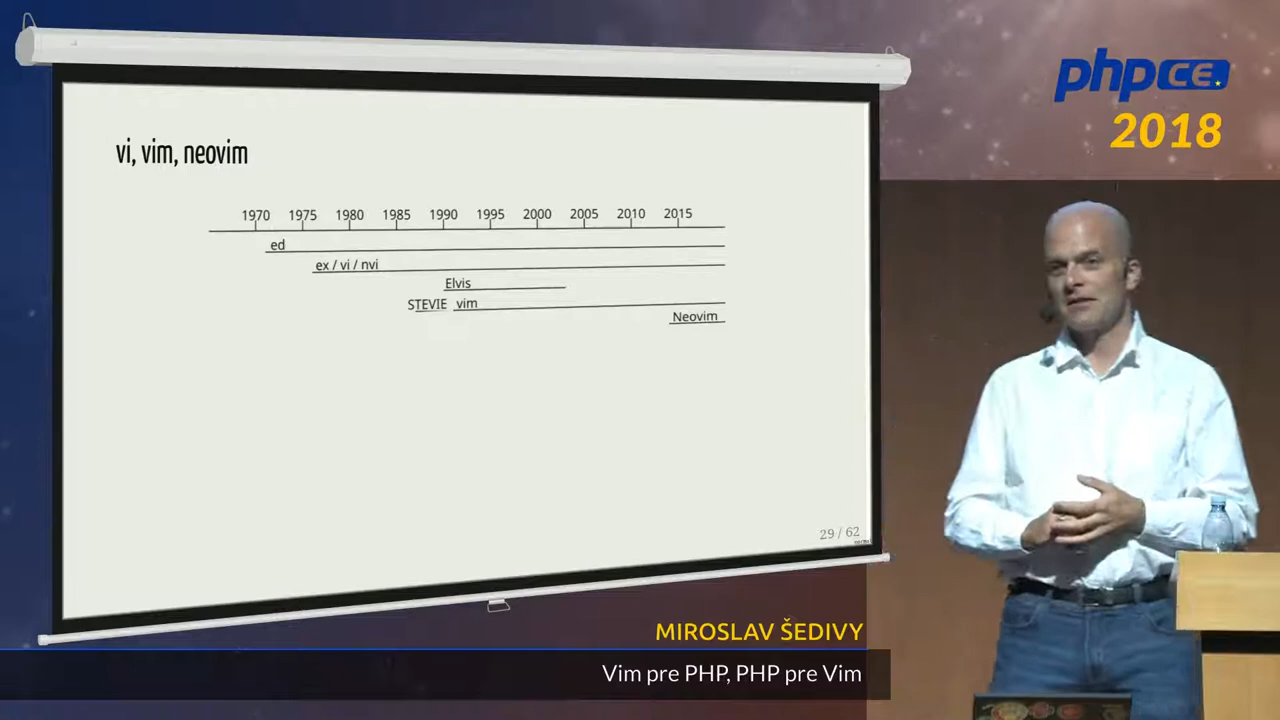 phpce
2018
vi, vim, neovim
1970 1975 1980 1985 1990 1995 2000 2005 2010 2015
ed
ex / vi / nvi
Elvis
STEVIE vim
Neovim
29 / 62
MIROSLAV ŠEDIVY
Vim pre PHP, PHP pre Vim